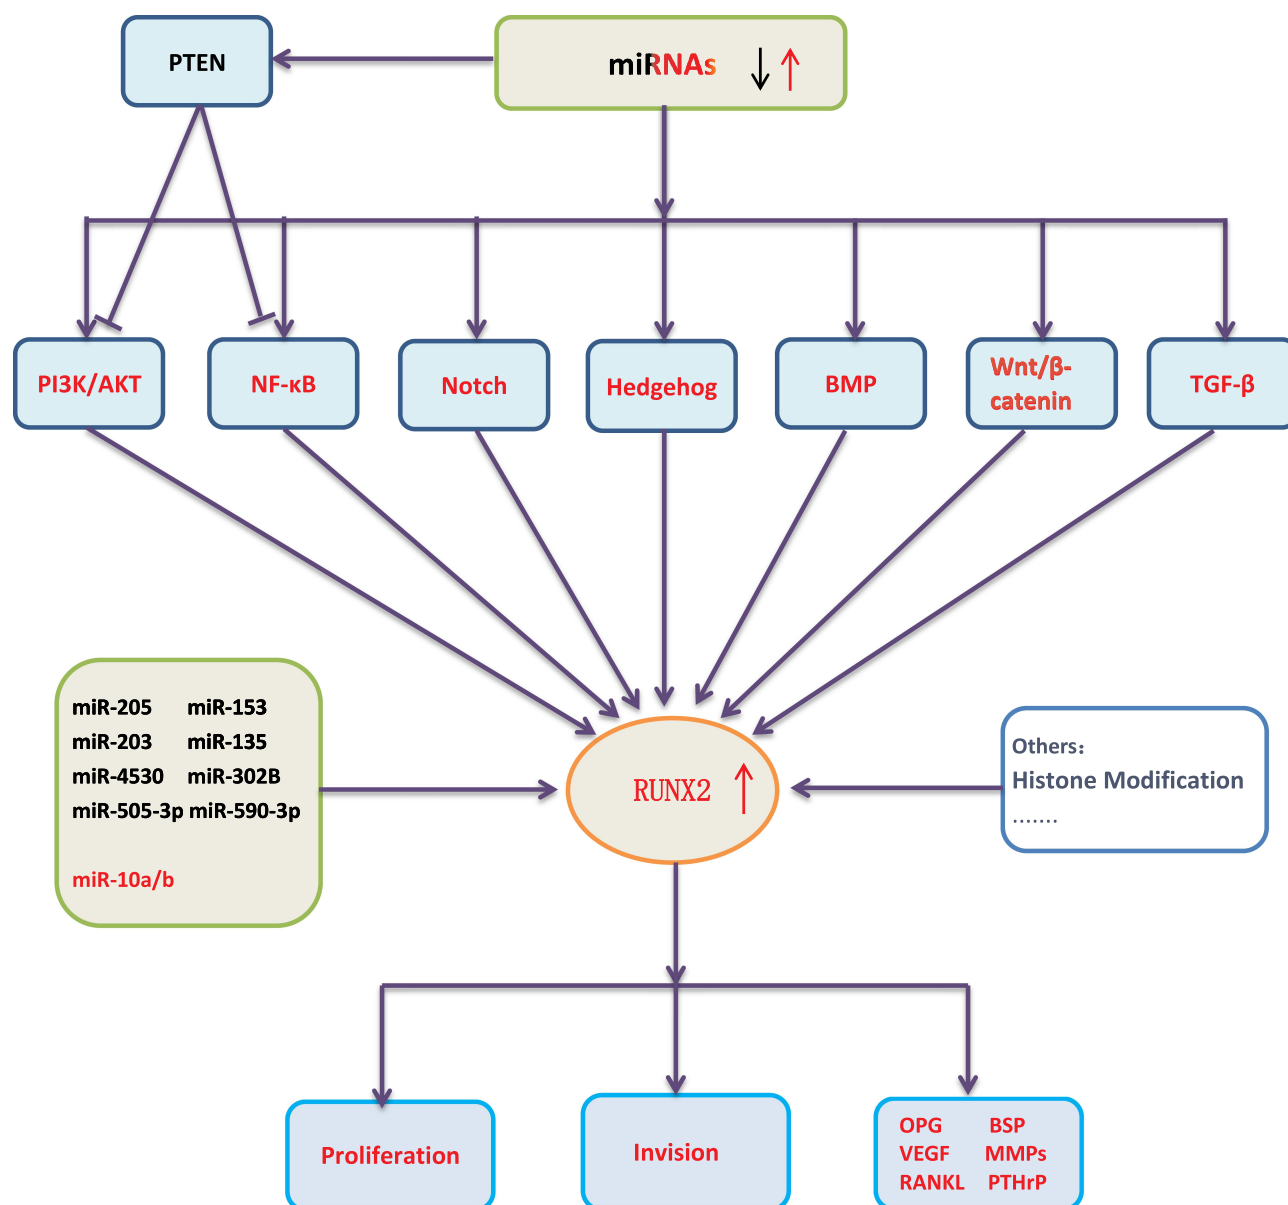 PTEN
miRNAs ↓ ↑
PI3K/AKT
NF-κB
Notch
Hedgehog
BMP
Wnt/β-
catenin
TGF-β
miR-205 miR-153
miR-203 miR-135
miR-4530 miR-302B
miR-505-3p miR-590-3p
miR-10a/b
RUNX2 ↑
Others：
Histone Modification
.......
Proliferation
Invision
OPG BSP
VEGF MMPs
RANKL PTHrP